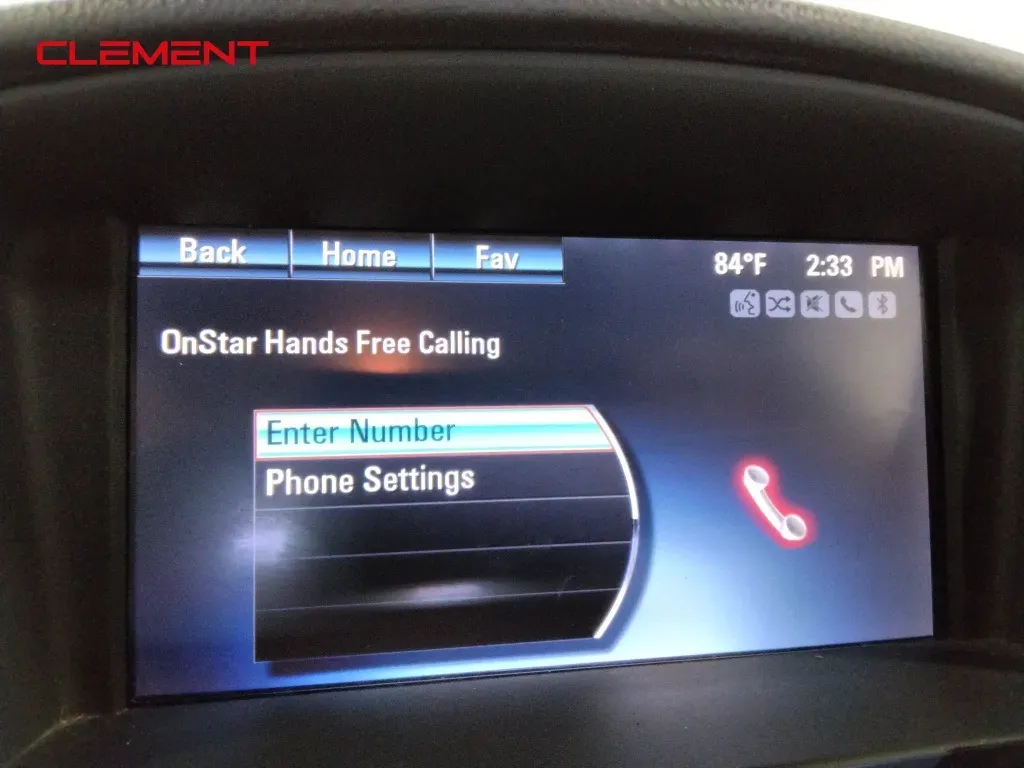 CLEMENT
Back Home Fav
84°F 2:33 PM
OnStar Hands Free Calling
Enter Number
Phone Settings